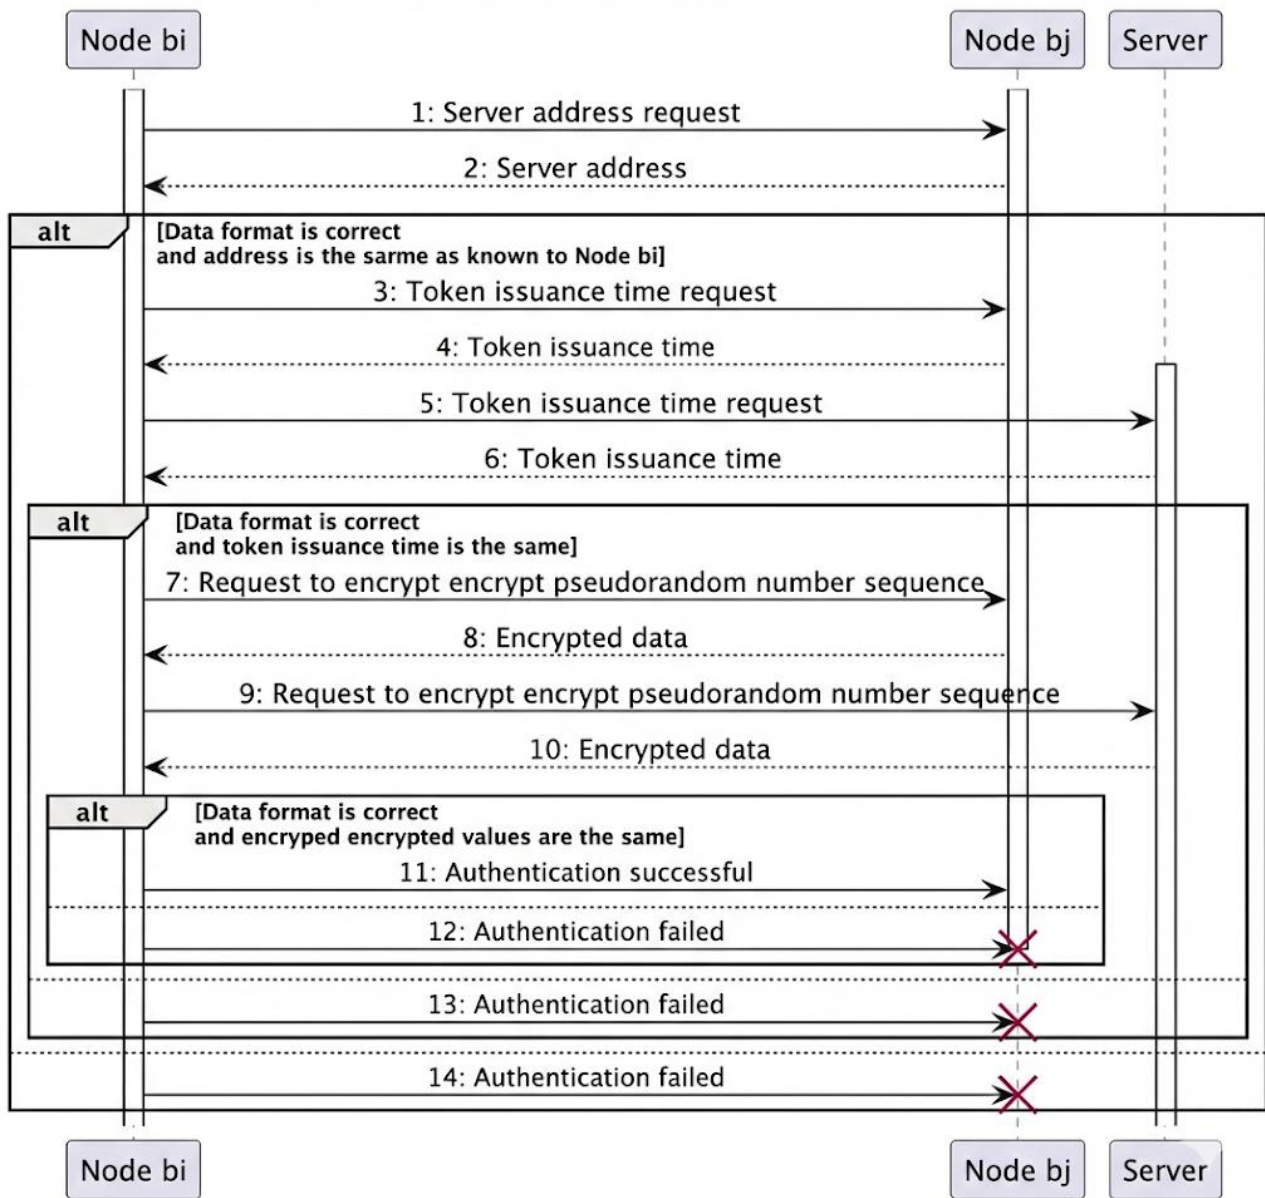 Node bi
Node bj
Server
1: Server address request
2: Server address
alt
[Data format is correct
and address is the sarme as known to Node bi]
3: Token issuance time request
4: Token issuance time
5: Token issuance time request
6: Token issuance time
alt
[Data format is correct
and token issuance time is the same]
7: Request to encrypt encrypt pseudorandom number sequence
8: Encrypted data
9: Request to encrypt encrypt pseudorandom number sequence
10: Encrypted data
alt
[Data format is correct
and encryped encrypted values are the same]
11: Authentication successful
12: Authentication failed
13: Authentication failed
14: Authentication failed
Node bi
Node bj
Server